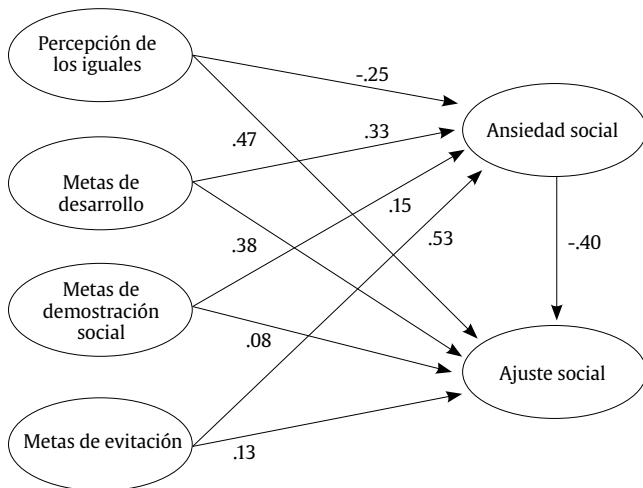 Percepción de
los iguales
-.25
Ansiedad social
.47
.33
Metas de
desarrollo
.15
.53
.38
-.40
Metas de
demostración
social
.08
Ajuste social
Metas de evitación
.13